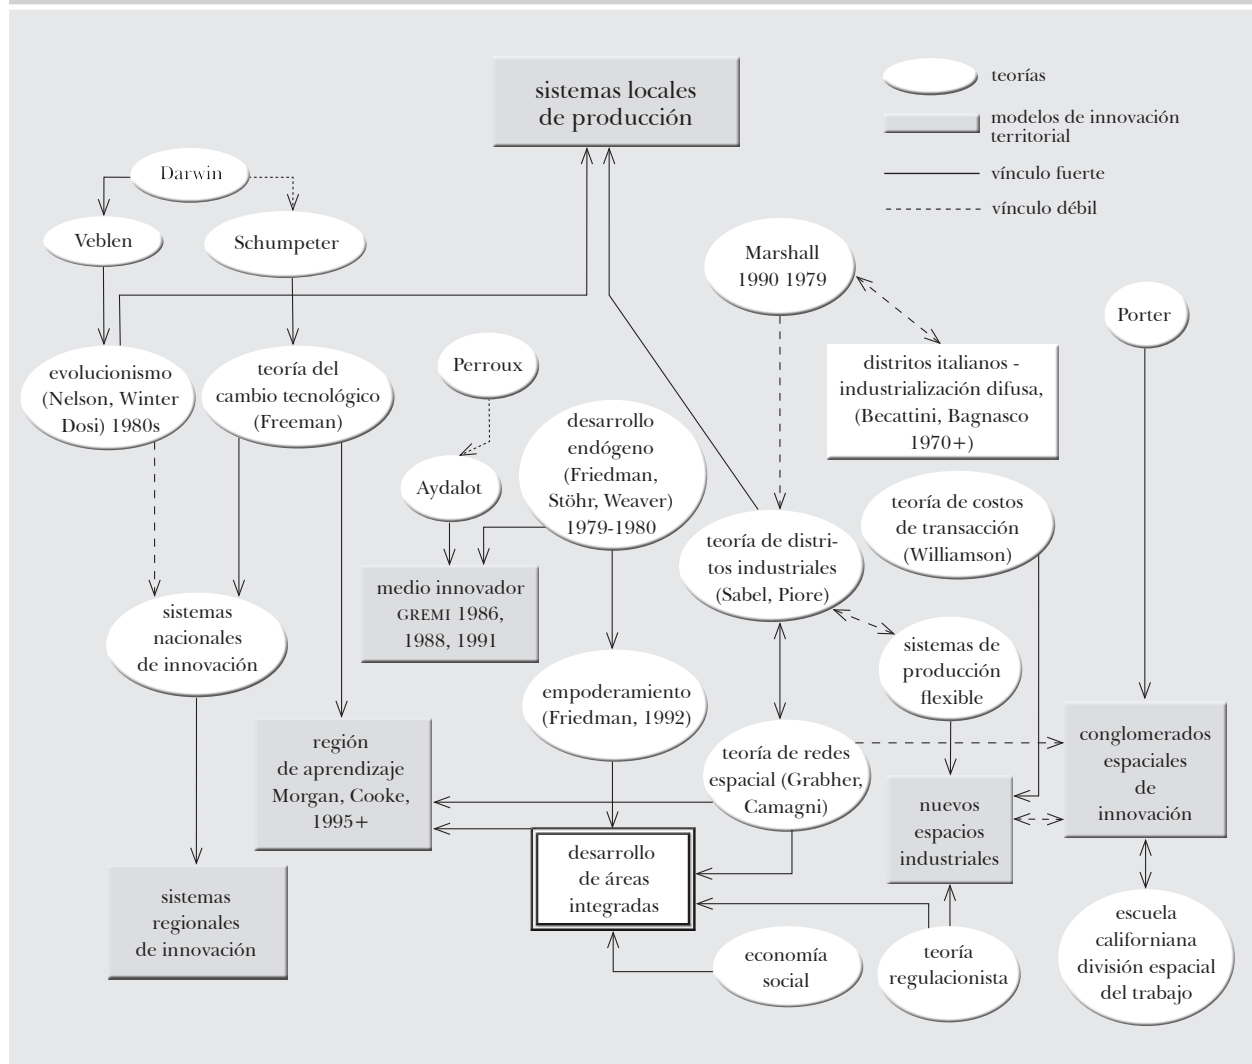 sistemas locales
de producción
teorías
modelos de innovación
territorial
vínculo fuerte
vínculo débil
Darwin
Veblen
Schumpeter
Marshall
1990 1979
Porter
evolucionismo
(Nelson, Winter
Dosi) 1980s
teoría del
cambio tecnológico
(Freeman)
Perroux
distritos italianos -
industrialización difusa,
(Becattini, Bagnasco
1970+)
desarrollo
endógeno
(Friedman,
Stöhr, Weaver)
1979-1980
Aydalot
teoría de costos
de transacción
(Williamson)
teoría de distri-
tos industriales
(Sabel, Piore)
medio innovador
GREMI 1986,
1988, 1991
sistemas
nacionales
de innovación
sistemas de
producción
flexible
empoderamiento
(Friedman, 1992)
región
de aprendizaje
Morgan, Cooke,
1995+
teoría de redes
espacial (Grabher,
Camagni)
conglomerados
espaciales
de
innovación
nuevos
espacios
industriales
desarrollo
de áreas
integradas
sistemas
regionales
de innovación
economía
social
teoría
regulacionista
escuela
californiana
división espacial
del trabajo